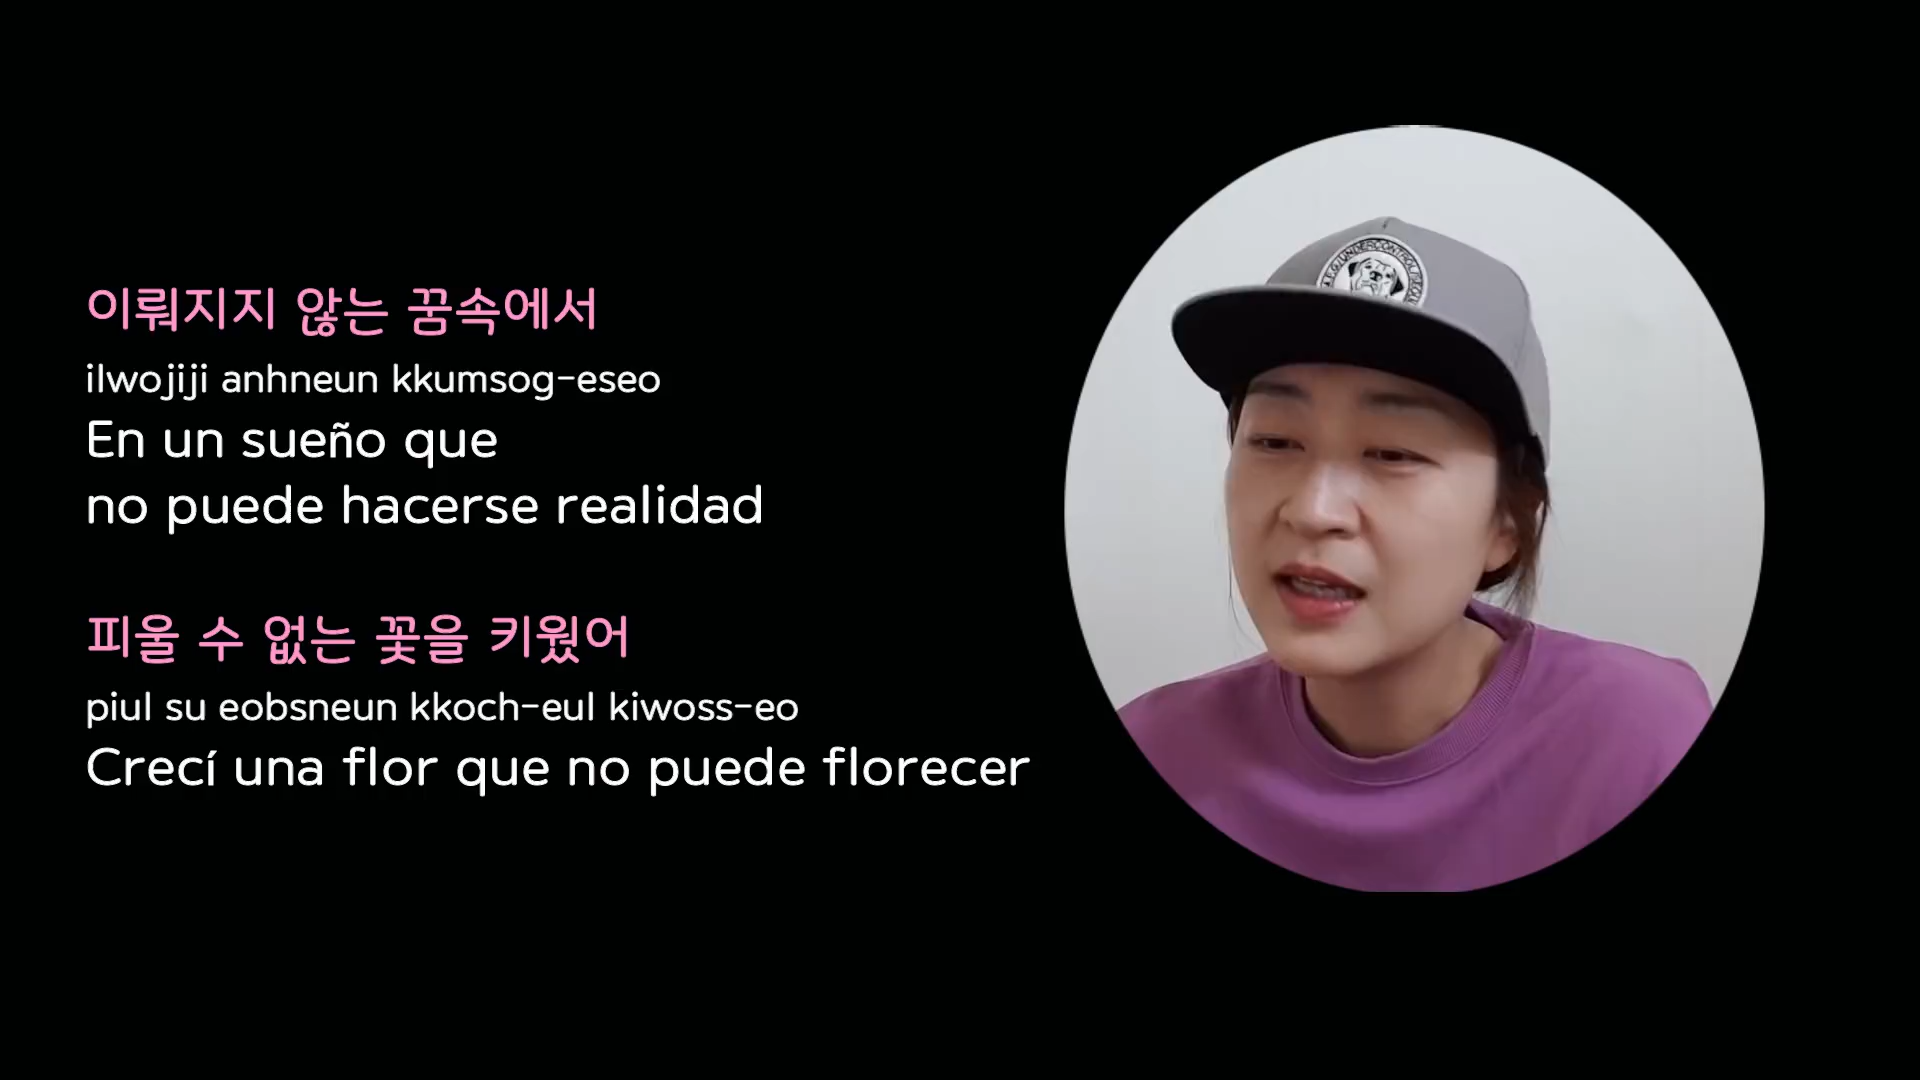 이뤄지지 않는 꿈속에서
ilwojiji anhneun kkumsog-eseo
En un sueño que
no puede hacerse realidad
피울 수 없는 꽃을 키웠어
piul su eobsneun kkoch-eul kiwoss-eo
Crecí una flor que no puede florecer
UNDERCONTROL